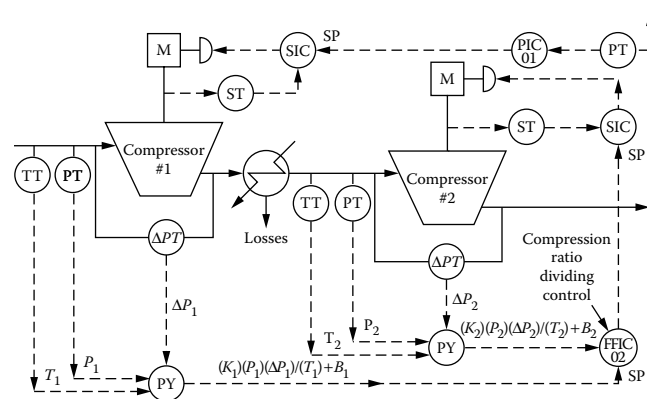 SP
M
SIC
PIC
01
PT
M
ST
ST
SIC
SP
Compressor
#1
Compressor
#2
TT
PT
TT
PT
Losses
ΔPT
ΔPT
Compression
ratio
dividing
control
ΔP₁
ΔP₂
P₂
T₂
(K₂)(P₂)(ΔP₂)/(T₂)+B₂
PY
FFIC
02
SP
T₁
P₁
PY
(K₁)(P₁)(ΔP₁)/(T₁)+B₁